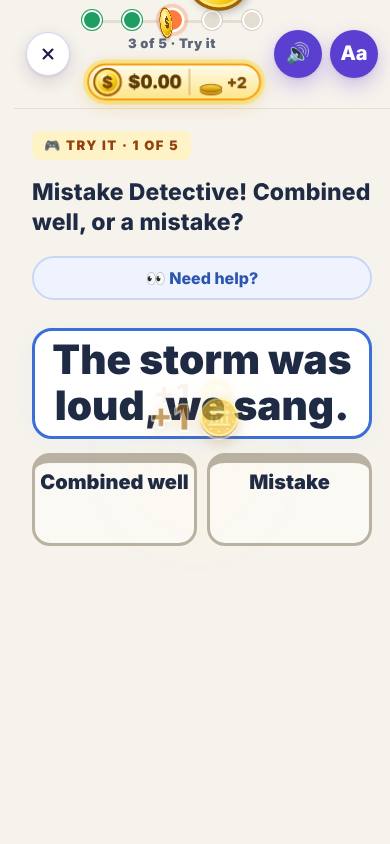 3 of 5 · Try it
$0.00
+2
Aa
TRY IT · 1 OF 5
Mistake Detective! Combined
well, or a mistake?
Need help?
The storm was
loud, we sang.
+1
Combined well
Mistake